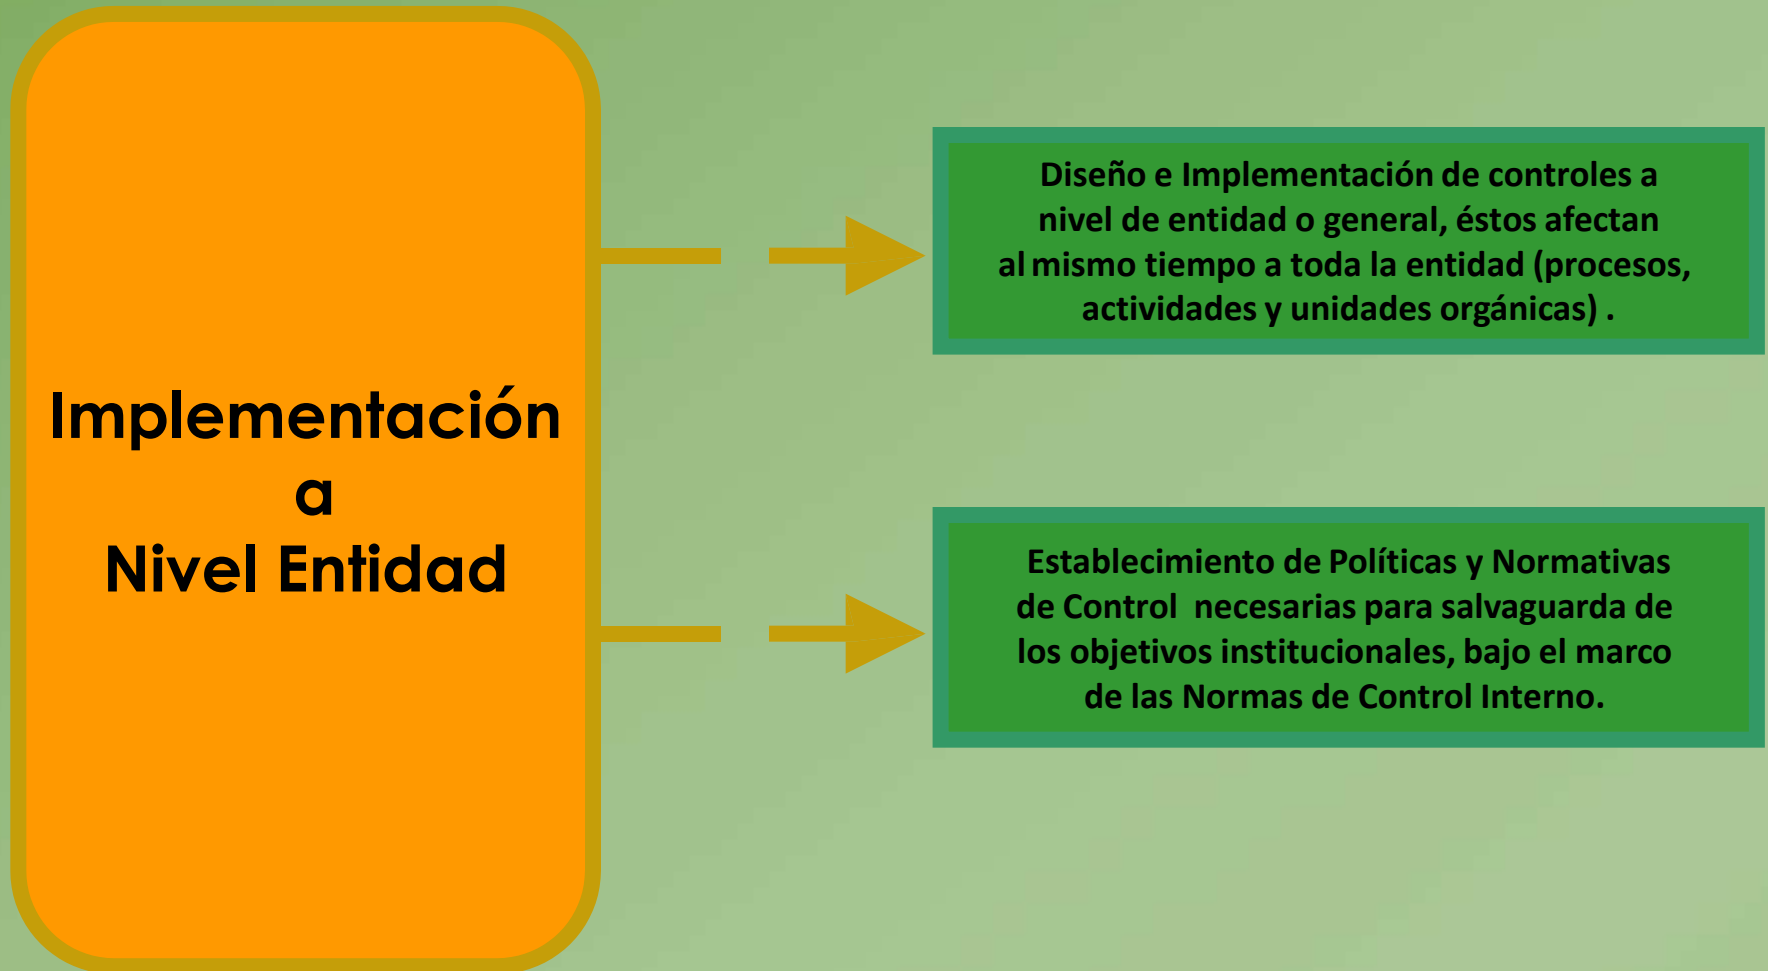 Implementación
a
Nivel Entidad
Diseño e Implementación de controles a
nivel de entidad o general, éstos afectan
al mismo tiempo a toda la entidad (procesos,
actividades y unidades orgánicas) .
Establecimiento de Políticas y Normativas
de Control necesarias para salvaguarda de
los objetivos institucionales, bajo el marco
de las Normas de Control Interno.